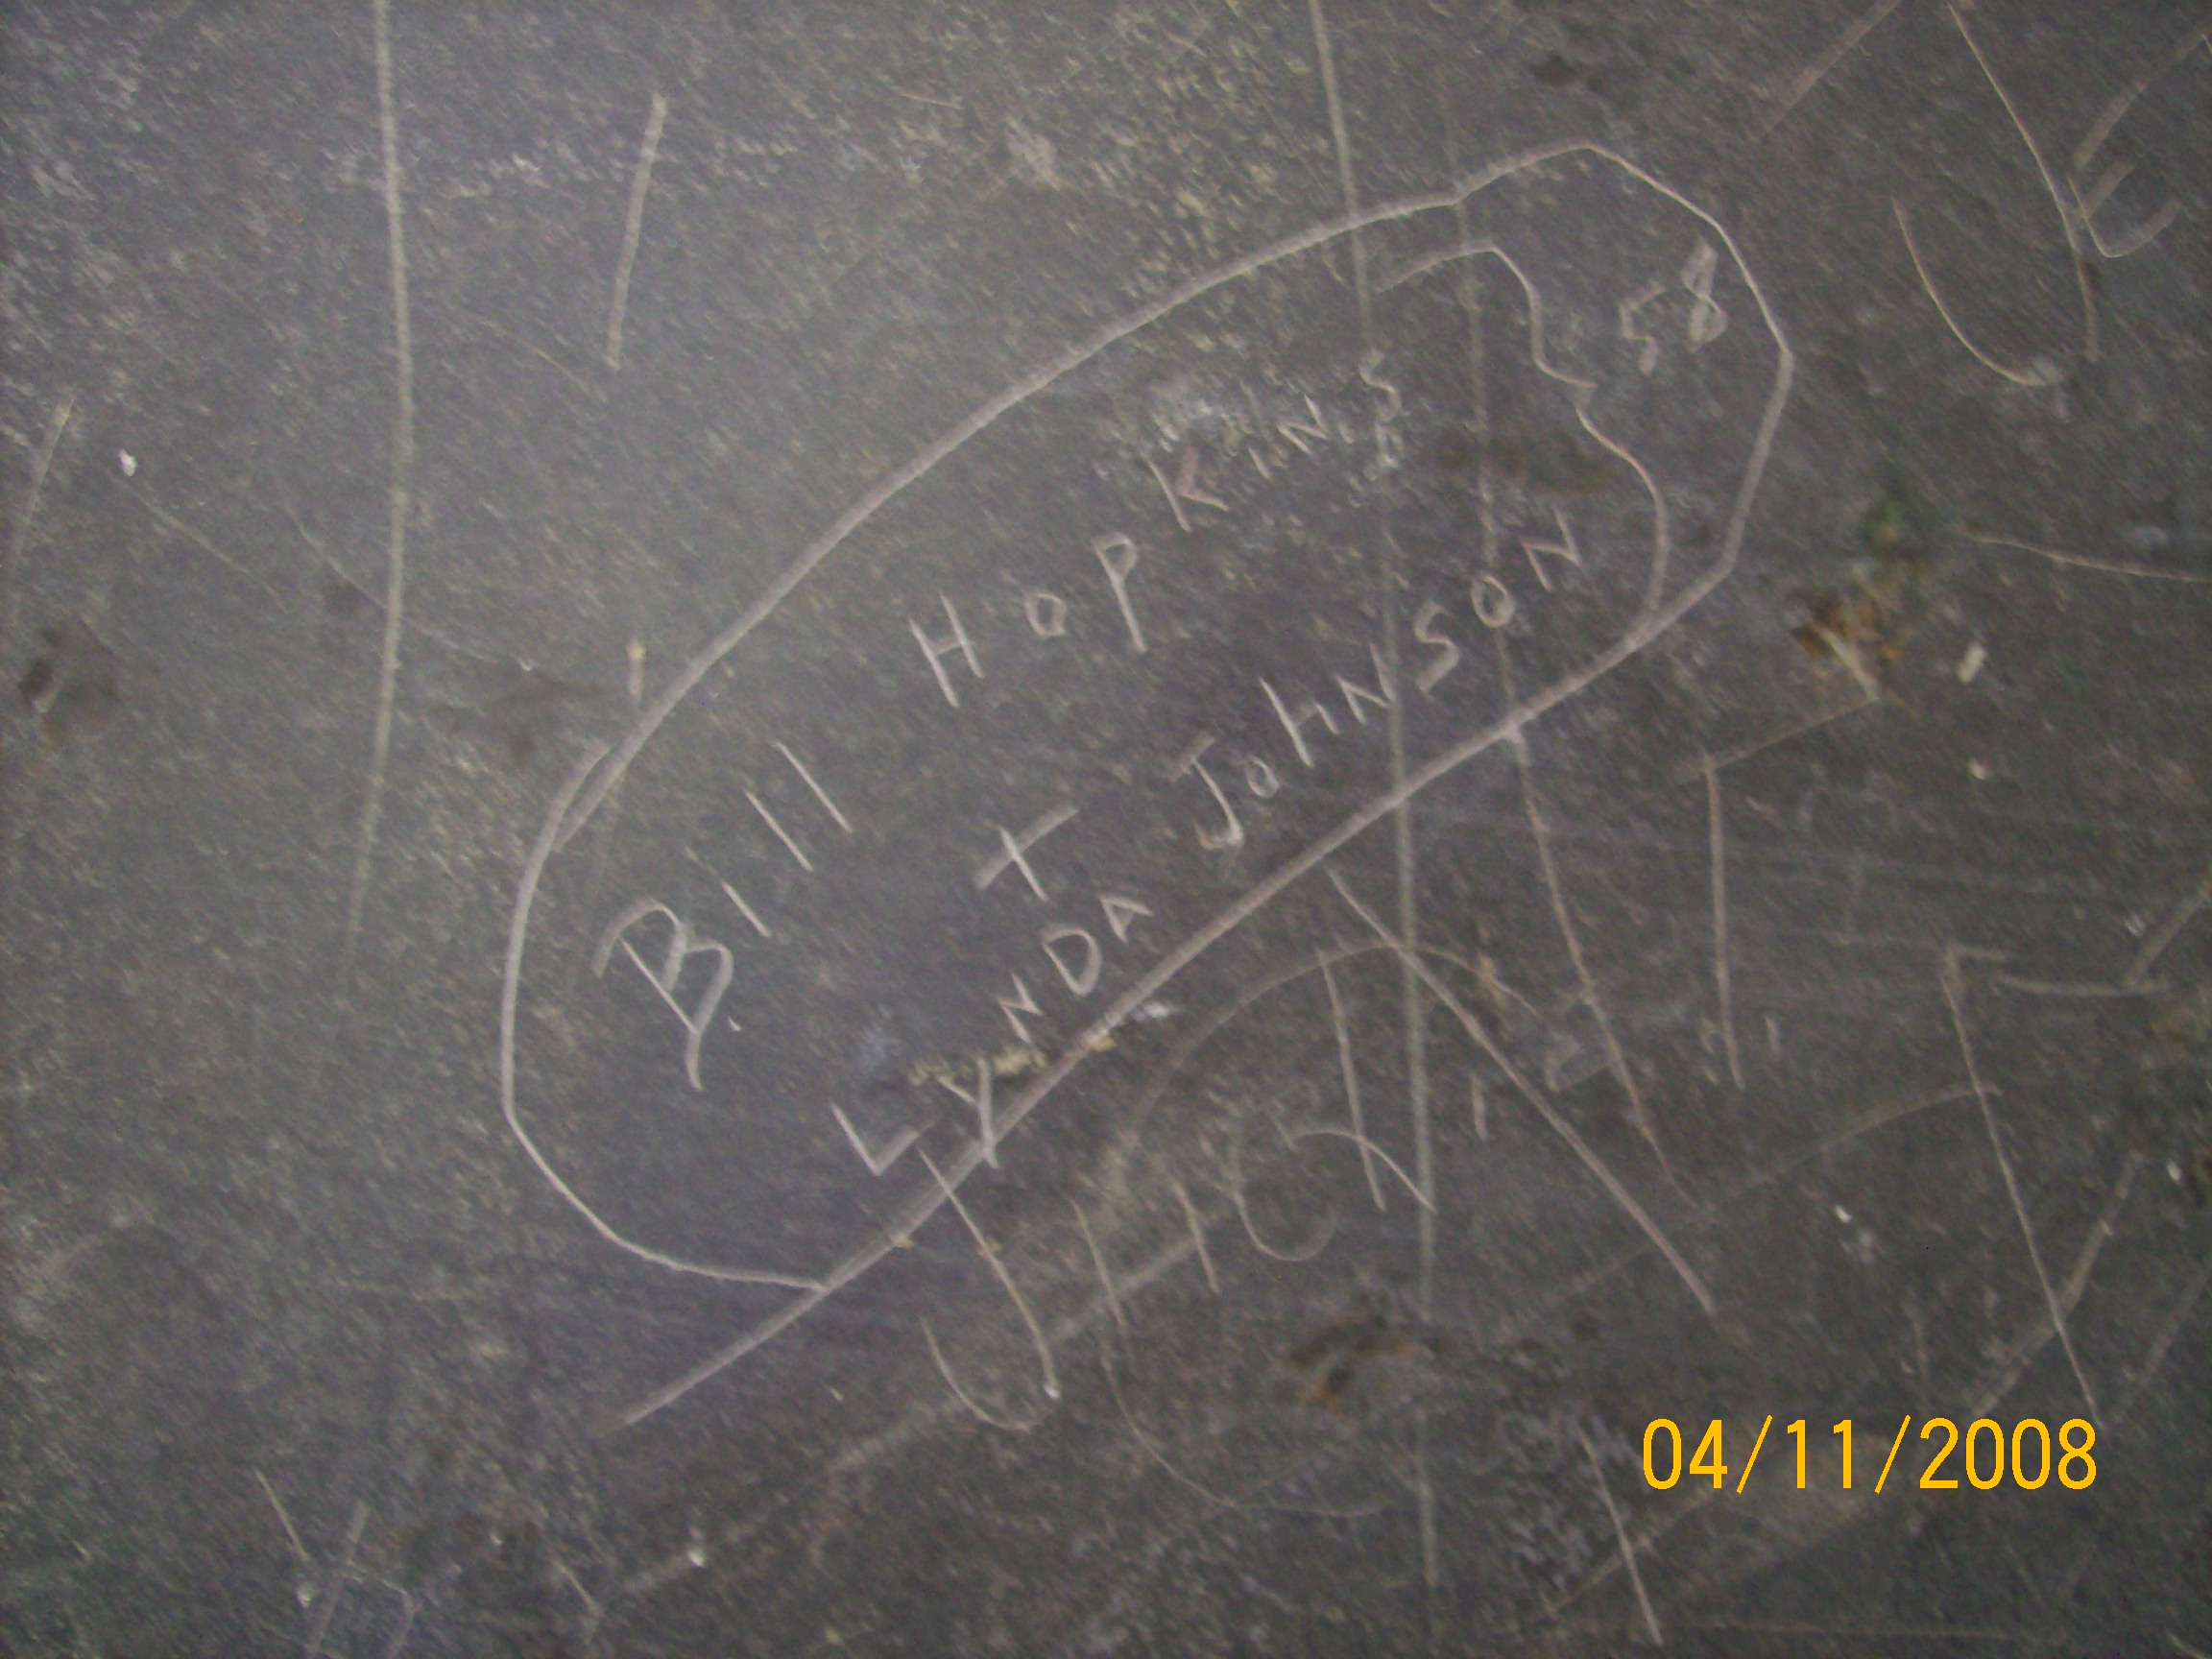 Bill HopKiNS
58
+
LYNDA JohNSON
04/11/2008